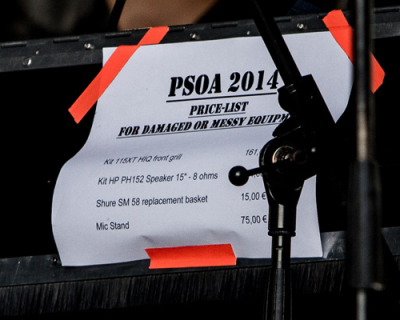 PSOA 2014
PRICE-LIST
FOR DAMAGED OR MESSY
Kit 115XT HIQ front grill
Kit HP PH152 Speaker 15" - 8 ohms
Shure SM 58 replacement basket 15,00 €
Mic Stand 75,00 €